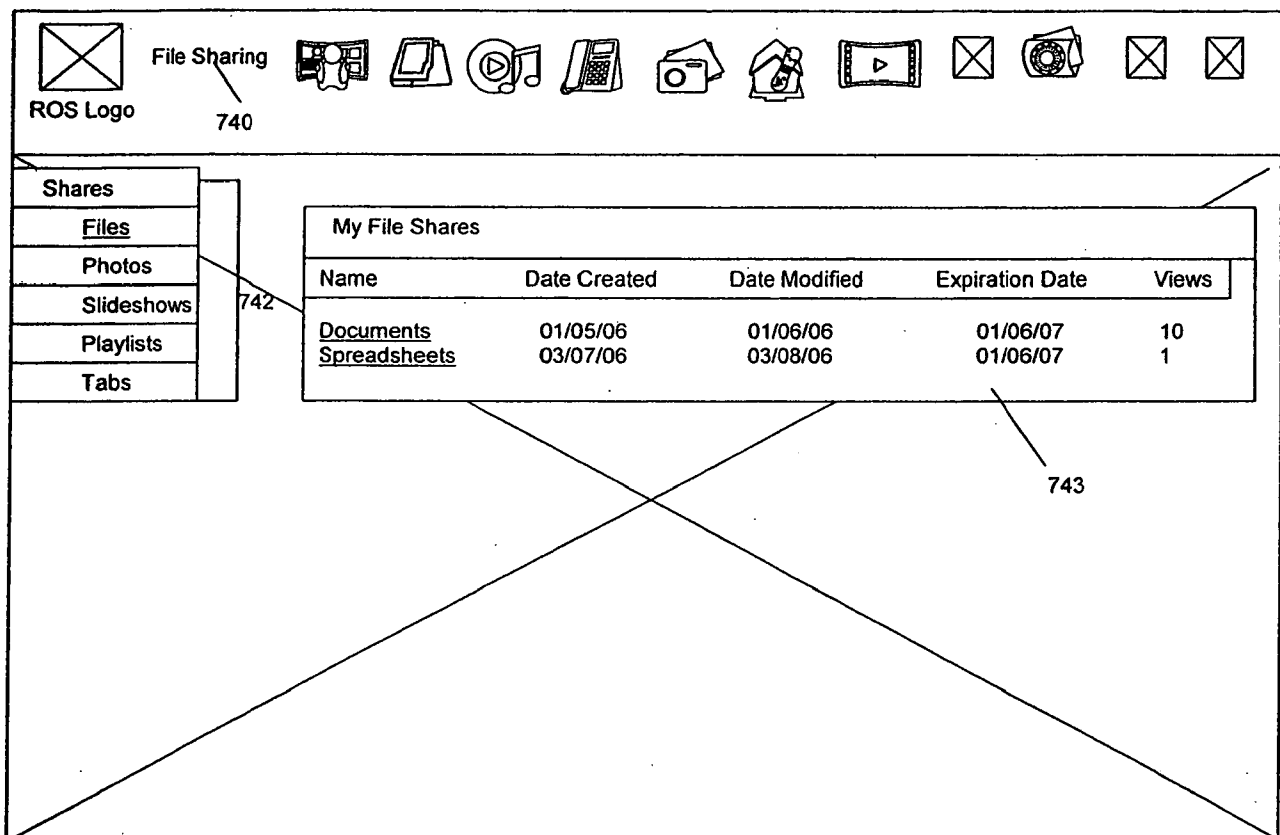 File Sharing
ROS Logo
740
Shares
Files
Photos
Slideshows
Playlists
Tabs
742
My File Shares
Name Date Created Date Modified Expiration Date Views
Documents 01/05/06 01/06/06 01/06/07 10
Spreadsheets 03/07/06 03/08/06 01/06/07 1
743